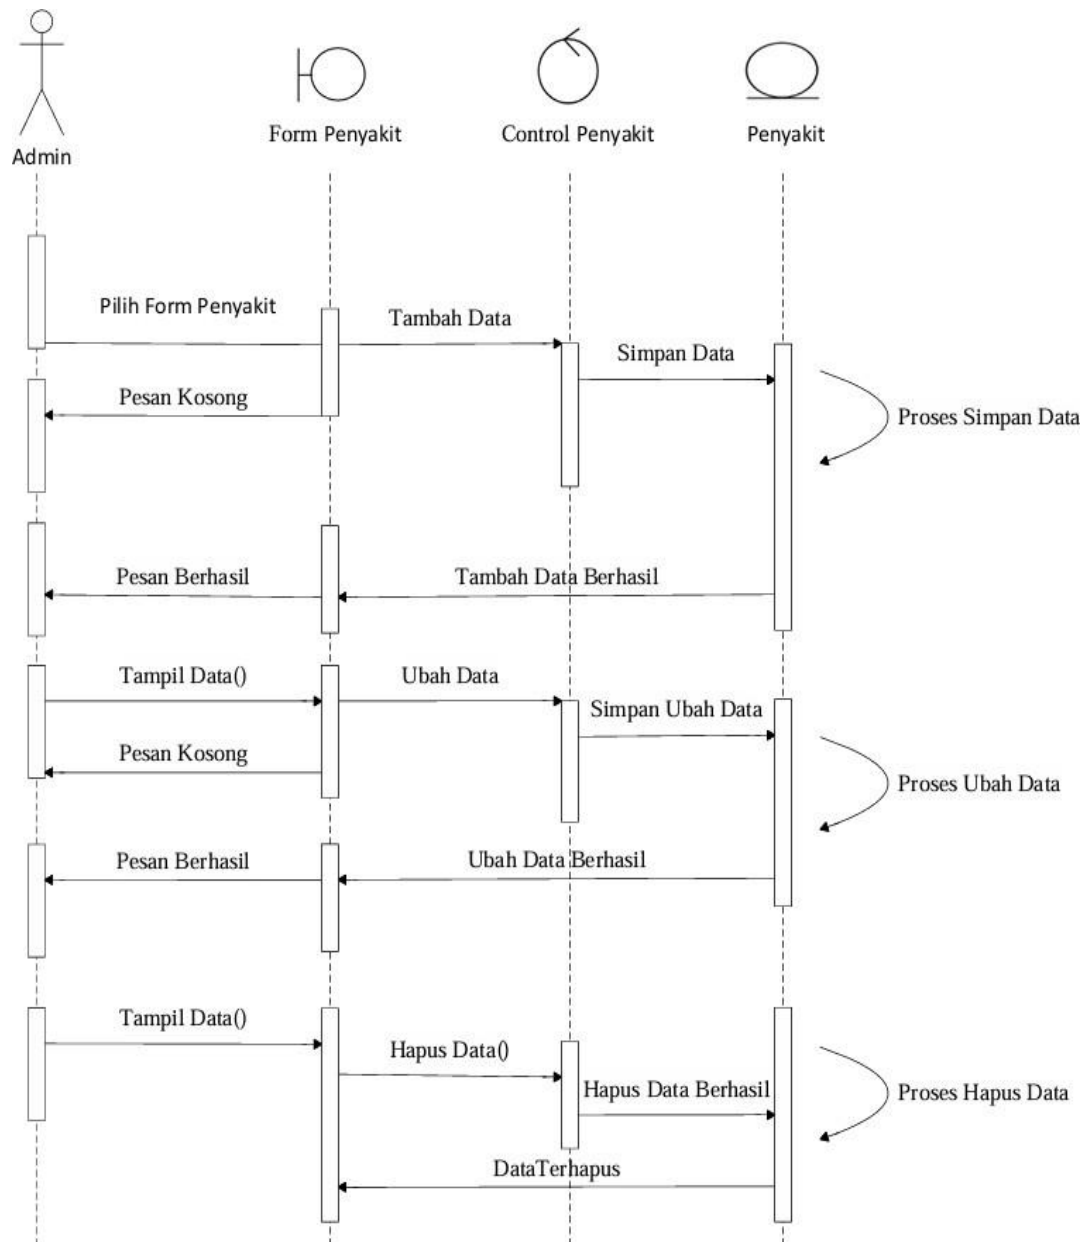 Admin
Form Penyakit
Control Penyakit
Penyakit
Pilih Form Penyakit
Tambah Data
Simpan Data
Pesan Kosong
Proses Simpan Data
Pesan Berhasil
Tambah Data Berhasil
Tampil Data()
Ubah Data
Simpan Ubah Data
Pesan Kosong
Proses Ubah Data
Pesan Berhasil
Ubah Data Berhasil
Tampil Data()
Hapus Data()
Hapus Data Berhasil
Proses Hapus Data
DataTerhapus